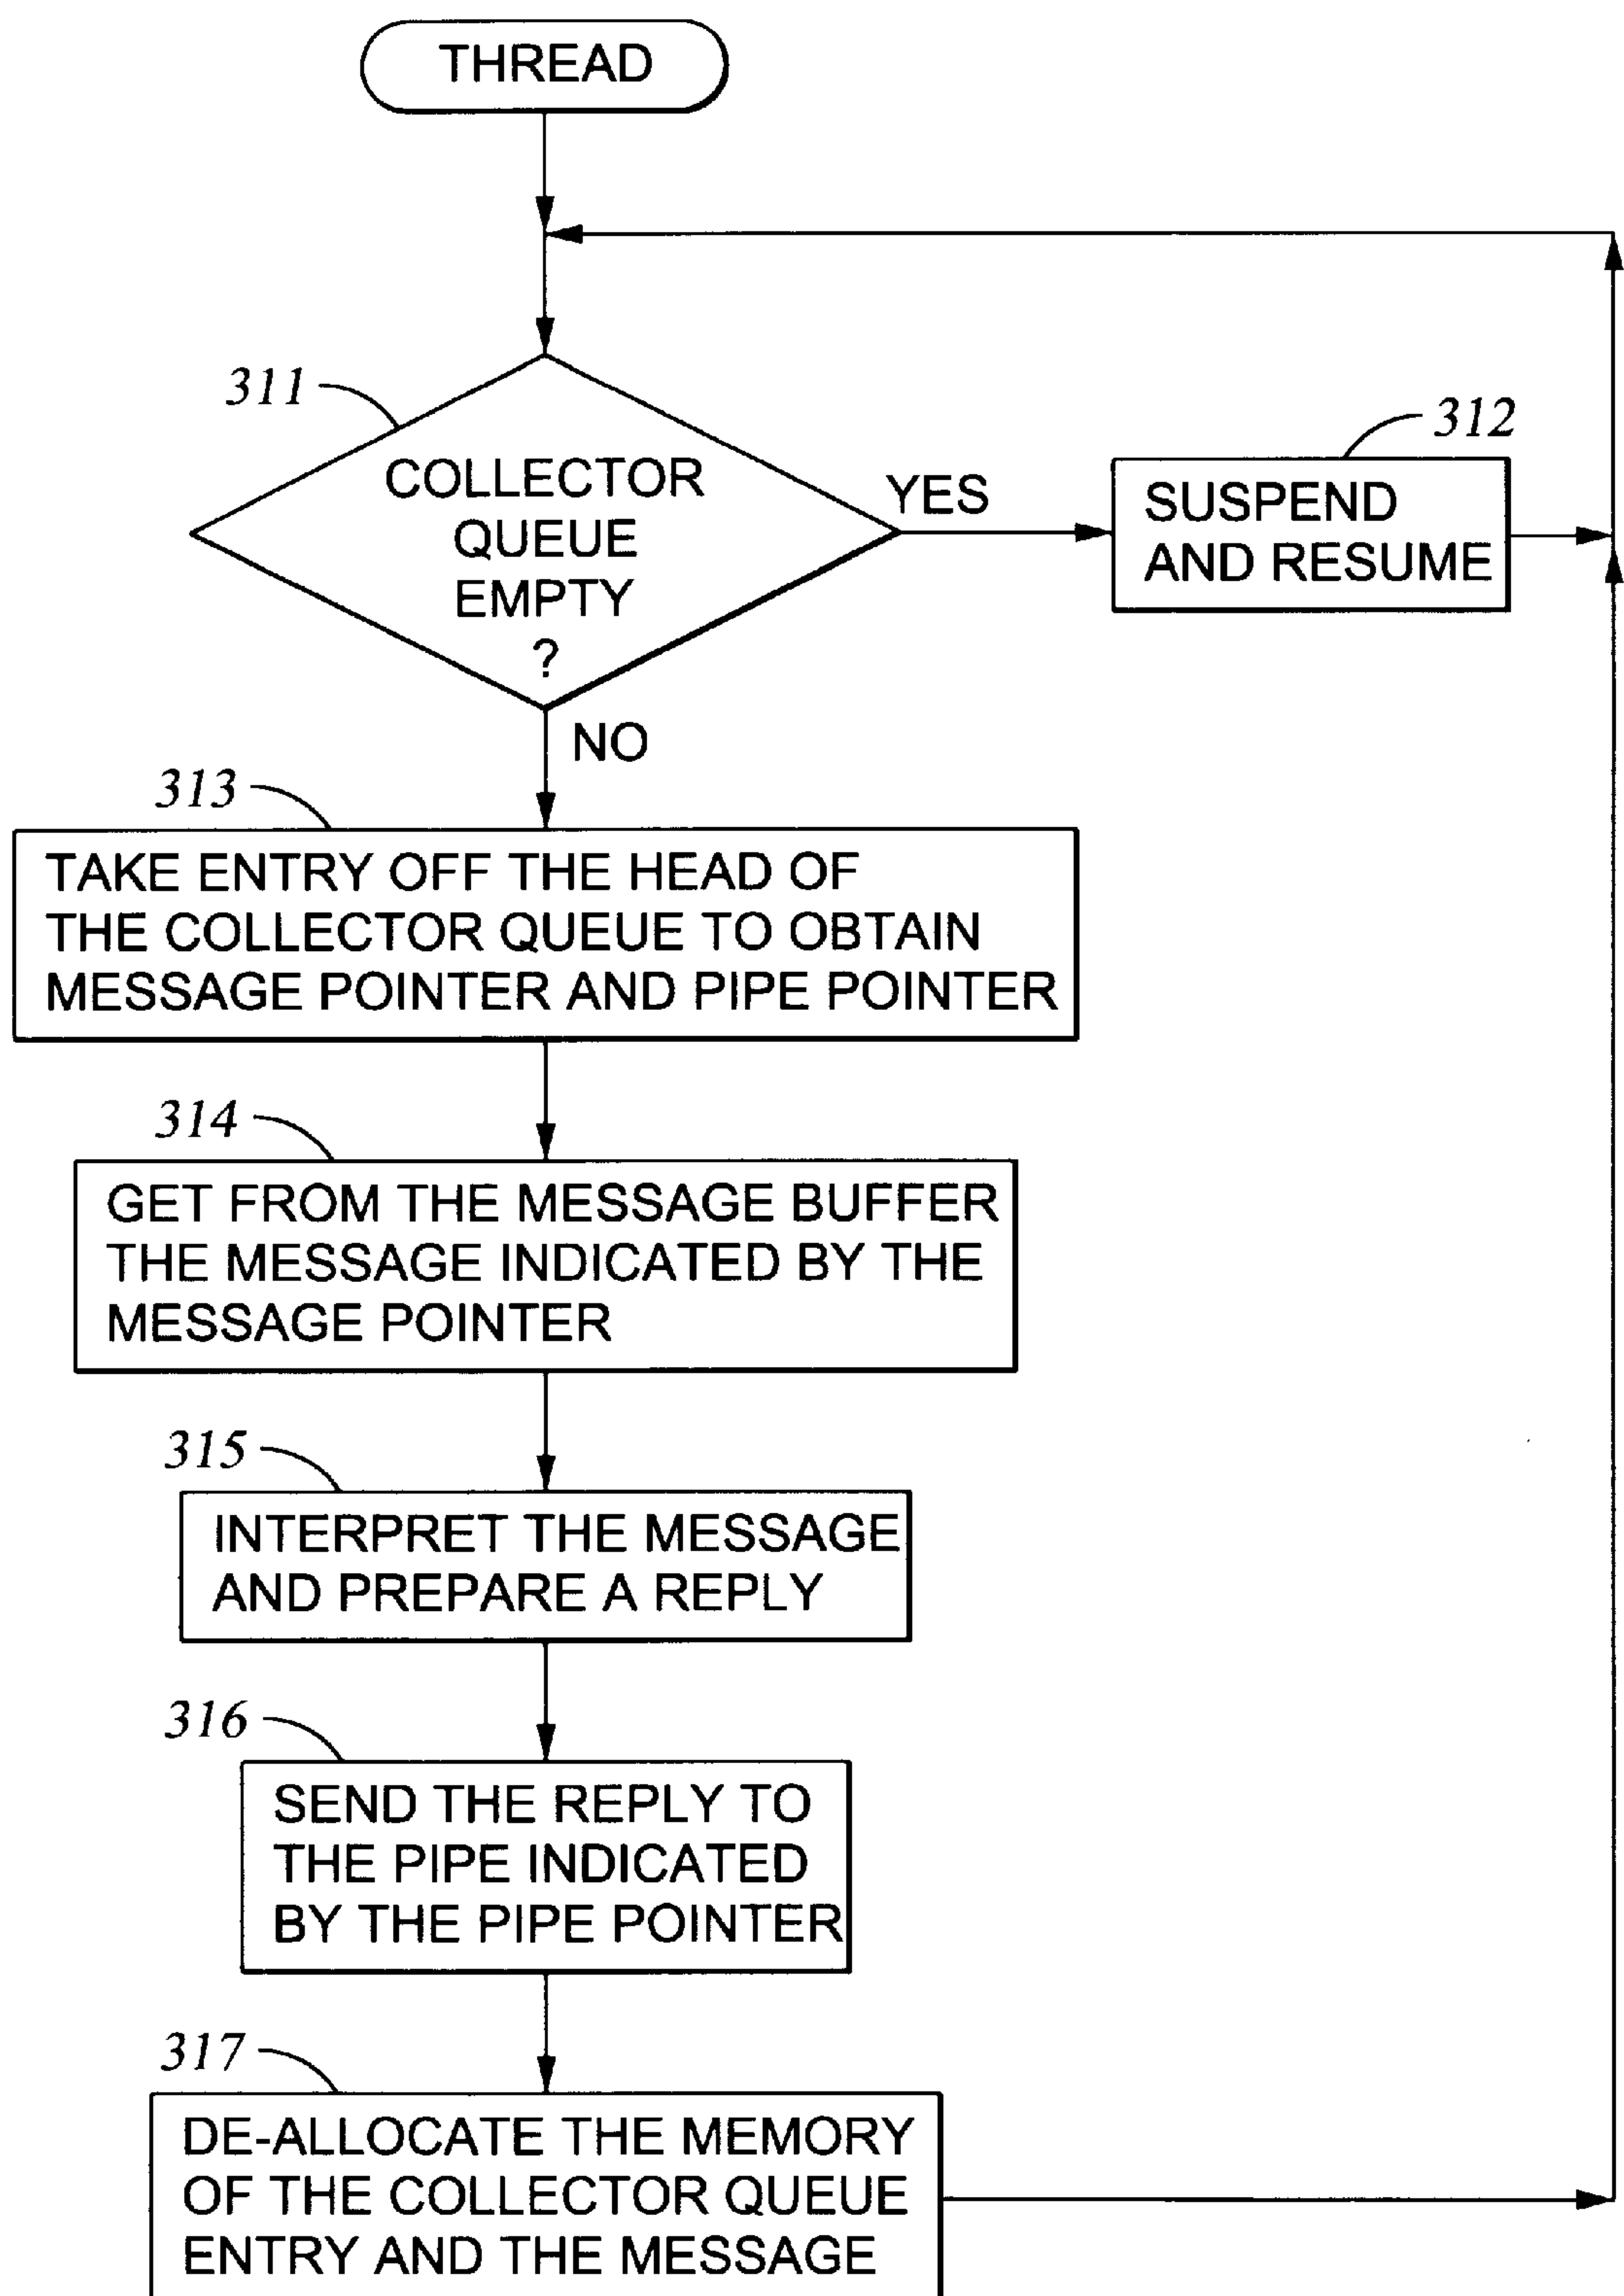 THREAD
311
COLLECTOR
QUEUE
EMPTY
?
YES
312
SUSPEND
AND RESUME
NO
313
TAKE ENTRY OFF THE HEAD OF
THE COLLECTOR QUEUE TO OBTAIN
MESSAGE POINTER AND PIPE POINTER
314
GET FROM THE MESSAGE BUFFER
THE MESSAGE INDICATED BY THE
MESSAGE POINTER
315
INTERPRET THE MESSAGE
AND PREPARE A REPLY
316
SEND THE REPLY TO
THE PIPE INDICATED
BY THE PIPE POINTER
317
DE-ALLOCATE THE MEMORY
OF THE COLLECTOR QUEUE
ENTRY AND THE MESSAGE